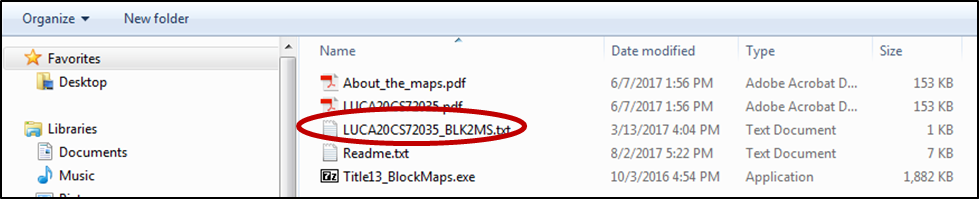 Organize New folder
Favorites
Desktop
Libraries
Documents
Music
Name Date modified Type Size
About_the_maps.pdf 6/7/2017 1:56 PM Adobe Acrobat D... 153 KB
LUCA20CS72035.pdf 6/7/2017 1:56 PM Adobe Acrobat D... 153 KB
LUCA20CS72035_BLK2MS.txt 3/13/2017 4:04 PM Text Document 1 KB
Readme.txt 8/2/2017 5:22 PM Text Document 7 KB
Title13_BlockMaps.exe 10/3/2016 4:54 PM Application 1,882 KB